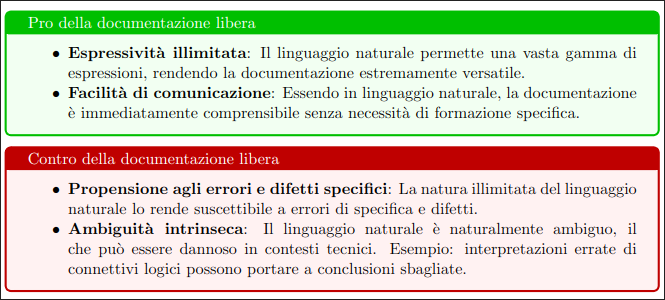 Pro della documentazione libera
• Espressività illimitata: Il linguaggio naturale permette una vasta gamma di
espressioni, rendendo la documentazione estremamente versatile.
• Facilità di comunicazione: Essendo in linguaggio naturale, la documentazione
è immediatamente comprensibile senza necessità di formazione specifica.
Contro della documentazione libera
• Propensione agli errori e difetti specifici: La natura illimitata del linguaggio
naturale lo rende suscettibile a errori di specifica e difetti.
• Ambiguità intrinseca: Il linguaggio naturale è naturalmente ambiguo, il
che può essere dannoso in contesti tecnici. Esempio: interpretazioni errate di
connettivi logici possono portare a conclusioni sbagliate.